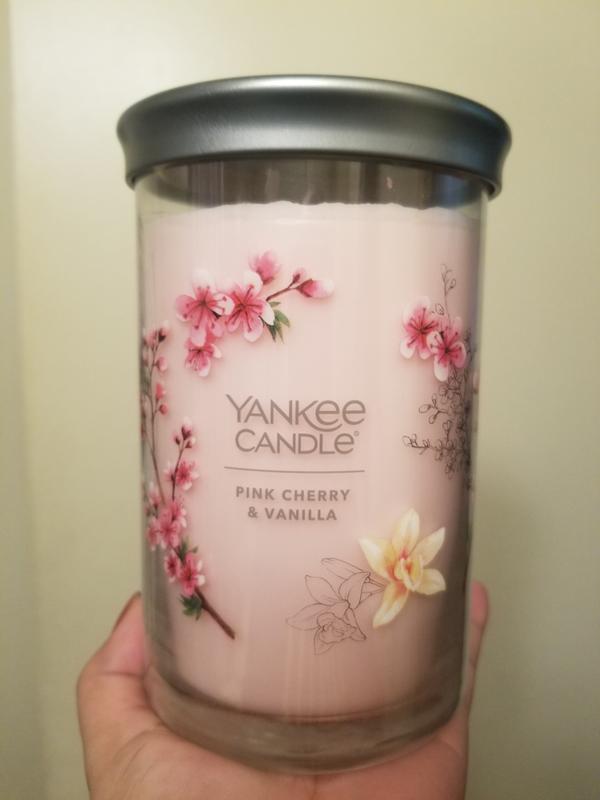 YANKEE
CANDLE®
PINK CHERRY
& VANILLA